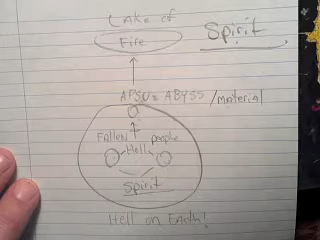 Lake of
Fire
Spirit
APSU = ABYSS / material
Fallen people
Hell
Spirit
Hell on Earth!